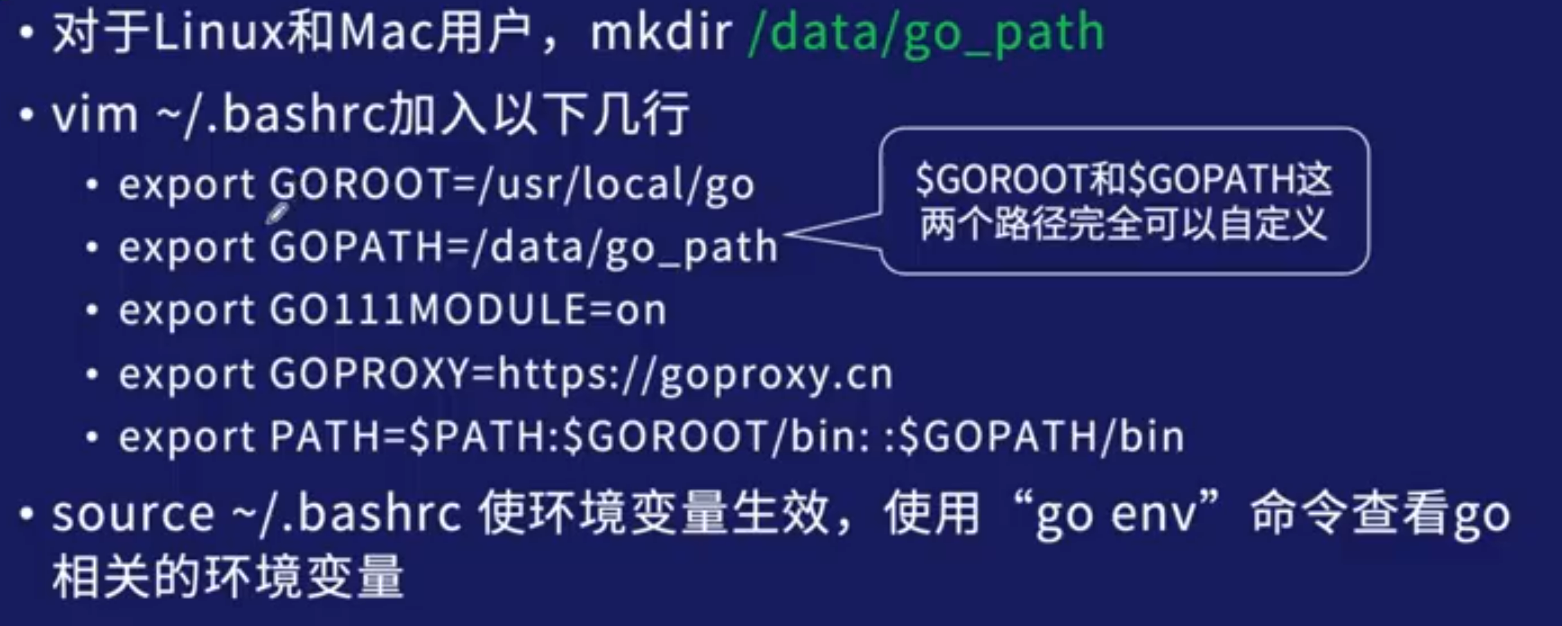 • 对于Linux和Mac用户，mkdir /data/go_path
• vim ~/.bashrc加入以下几行
• export GOROOT=/usr/local/go
• export GOPATH=/data/go_path
$GOROOT和$GOPATH这
两个路径完全可以自定义
• export GO111MODULE=on
• export GOPROXY=https://goproxy.cn
• export PATH=$PATH:$GOROOT/bin: :$GOPATH/bin
• source ~/.bashrc 使环境变量生效，使用“go env”命令查看go
相关的环境变量